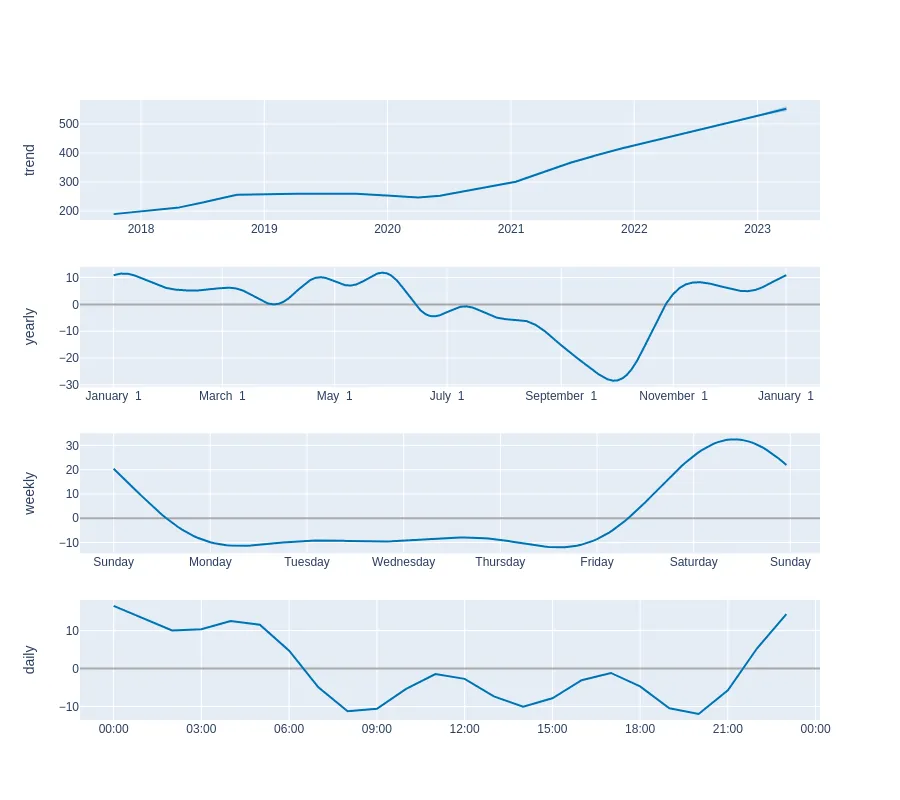 trend
500
400
300
200
2018 2019 2020 2021 2022 2023
yearly
10
0
−10
−20
−30
January 1 March 1 May 1 July 1 September 1 November 1 January 1
weekly
30
20
10
0
−10
Sunday Monday Tuesday Wednesday Thursday Friday Saturday Sunday
daily
10
0
−10
00:00 03:00 06:00 09:00 12:00 15:00 18:00 21:00 00:00